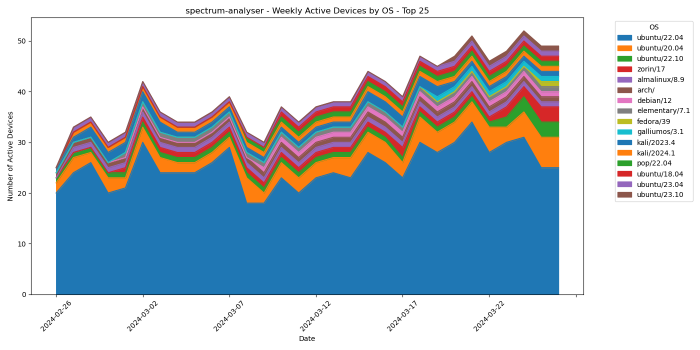 spectrum-analyser - Weekly Active Devices by OS - Top 25
Number of Active Devices
50
40
30
20
10
0
2024-02-26
2024-03-02
2024-03-07
2024-03-12
2024-03-17
2024-03-22
Date
OS
ubuntu/22.04
ubuntu/20.04
ubuntu/22.10
zorin/17
almalinux/8.9
arch/
debian/12
elementary/7.1
fedora/39
galliumos/3.1
kali/2023.4
kali/2024.1
pop/22.04
ubuntu/18.04
ubuntu/23.04
ubuntu/23.10